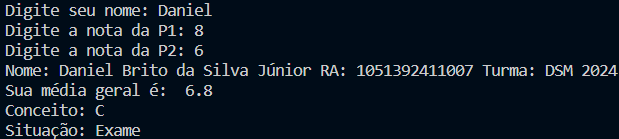 Digite seu nome: Daniel
Digite a nota da P1: 8
Digite a nota da P2: 6
Nome: Daniel Brito da Silva Júnior RA: 1051392411007 Turma: DSM 2024
Sua média geral é:  6.8
Conceito: C
Situação: Exame